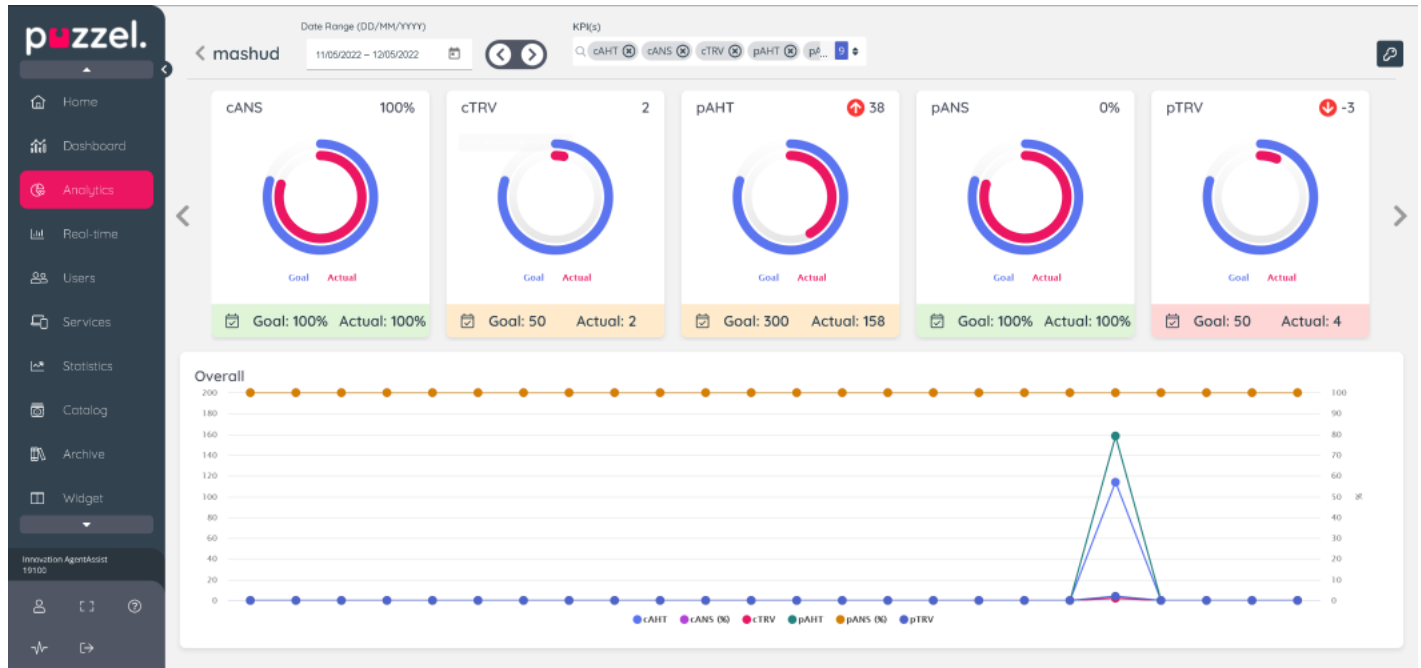 puzzel.
Home
Dashboard
Analytics
Real-time
Users
Services
Statistics
Catalog
Archive
Widget
Innovation AgentAssist
19100
mashud
Date Range (DD/MM/YYYY)
11/05/2022 – 12/05/2022
KPI(s)
cAHT cANS cTRV pAHT pA... 9
cANS 100%
Goal Actual
Goal: 100% Actual: 100%
cTRV 2
Goal Actual
Goal: 50 Actual: 2
pAHT 38
Goal Actual
Goal: 300 Actual: 158
pANS 0%
Goal Actual
Goal: 100% Actual: 100%
pTRV -3
Goal Actual
Goal: 50 Actual: 4
Overall
200 100
180 90
160 80
140 70
120 60
100 50 %
80 40
60 30
40 20
20 10
0 0
cAHT cANS (%) cTRV pAHT pANS (%) pTRV